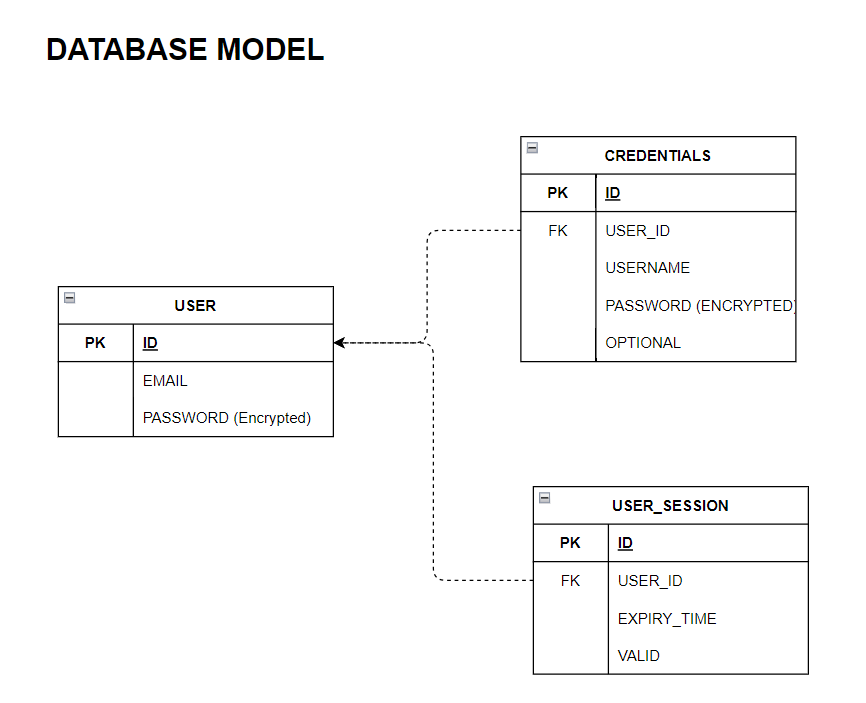 DATABASE MODEL
CREDENTIALS
PK ID
FK USER_ID
USERNAME
PASSWORD (ENCRYPTED)
OPTIONAL
USER
PK ID
EMAIL
PASSWORD (Encrypted)
USER_SESSION
PK ID
FK USER_ID
EXPIRY_TIME
VALID